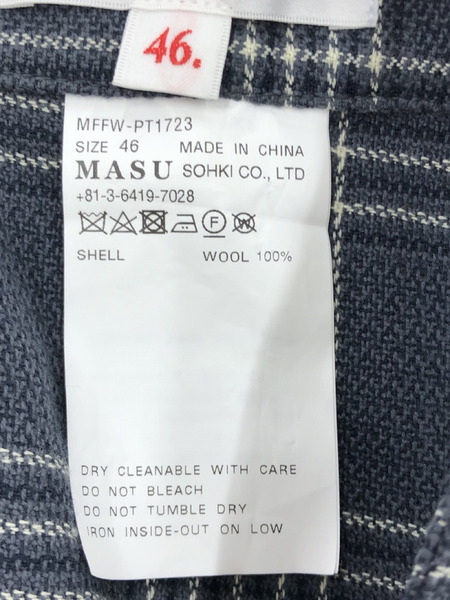 46.
MFFW-PT1723
SIZE 46 MADE IN CHINA
MASU SOHKI CO., LTD
+81-3-6419-7028
F W
SHELL WOOL 100%
DRY CLEANABLE WITH CARE
DO NOT BLEACH
DO NOT TUMBLE DRY
IRON INSIDE-OUT ON LOW